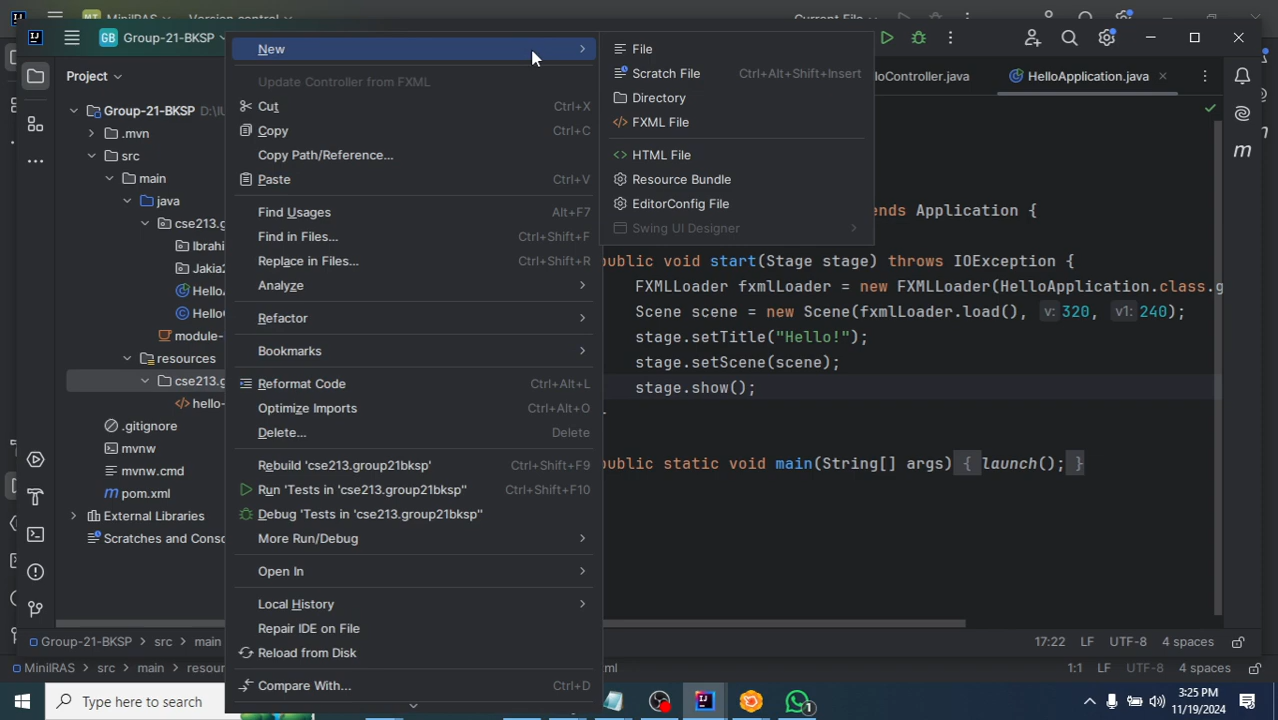 MiniIRAS Version control Current File
GB Group-21-BKSP
Project
Group-21-BKSP D:\IU
.mvn
src
main
java
cse213.g
Ibrahi
Jakia2
Hello
HelloC
module-
resources
cse213.g
hello-
.gitignore
mvnw
mvnw.cmd
pom.xml
External Libraries
Scratches and Conso
New
Update Controller from FXML
Cut Ctrl+X
Copy Ctrl+C
Copy Path/Reference...
Paste Ctrl+V
Find Usages Alt+F7
Find in Files... Ctrl+Shift+F
Replace in Files... Ctrl+Shift+R
Analyze
Refactor
Bookmarks
Reformat Code Ctrl+Alt+L
Optimize Imports Ctrl+Alt+O
Delete... Delete
Rebuild 'cse213.group21bksp' Ctrl+Shift+F9
Run 'Tests in 'cse213.group21bksp'' Ctrl+Shift+F10
Debug 'Tests in 'cse213.group21bksp''
More Run/Debug
Open In
Local History
Repair IDE on File
Reload from Disk
Compare With... Ctrl+D
File
Scratch File Ctrl+Alt+Shift+Insert
Directory
FXML File
HTML File
Resource Bundle
EditorConfig File
Swing UI Designer
loController.java HelloApplication.java
ends Application {
ublic void start(Stage stage) throws IOException {
FXMLLoader fxmlLoader = new FXMLLoader(HelloApplication.class.g
Scene scene = new Scene(fxmlLoader.load(), v: 320, v1: 240);
stage.setTitle("Hello!");
stage.setScene(scene);
stage.show();
ublic static void main(String[] args) { launch(); }
Group-21-BKSP src main 17:22 LF UTF-8 4 spaces
MiniIRAS src main resour ml 1:1 LF UTF-8 4 spaces
Type here to search 1 3:25 PM
11/19/2024